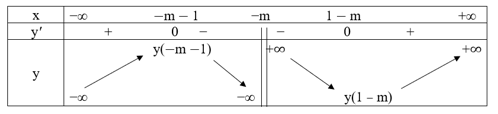 x −∞ −m − 1 −m 1 − m +∞
y′ + 0 − − 0 +
y(−m −1) +∞ +∞
y
−∞ −∞ y(1 – m)